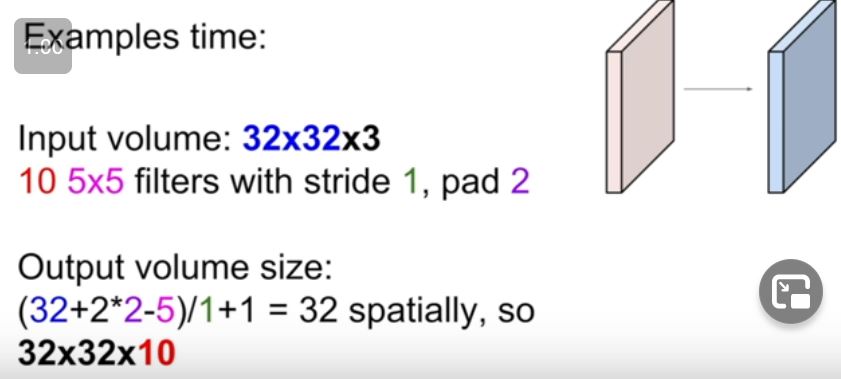 Examples time:
Input volume: 32x32x3
10 5x5 filters with stride 1, pad 2
Output volume size:
(32+2*2-5)/1+1 = 32 spatially, so
32x32x10